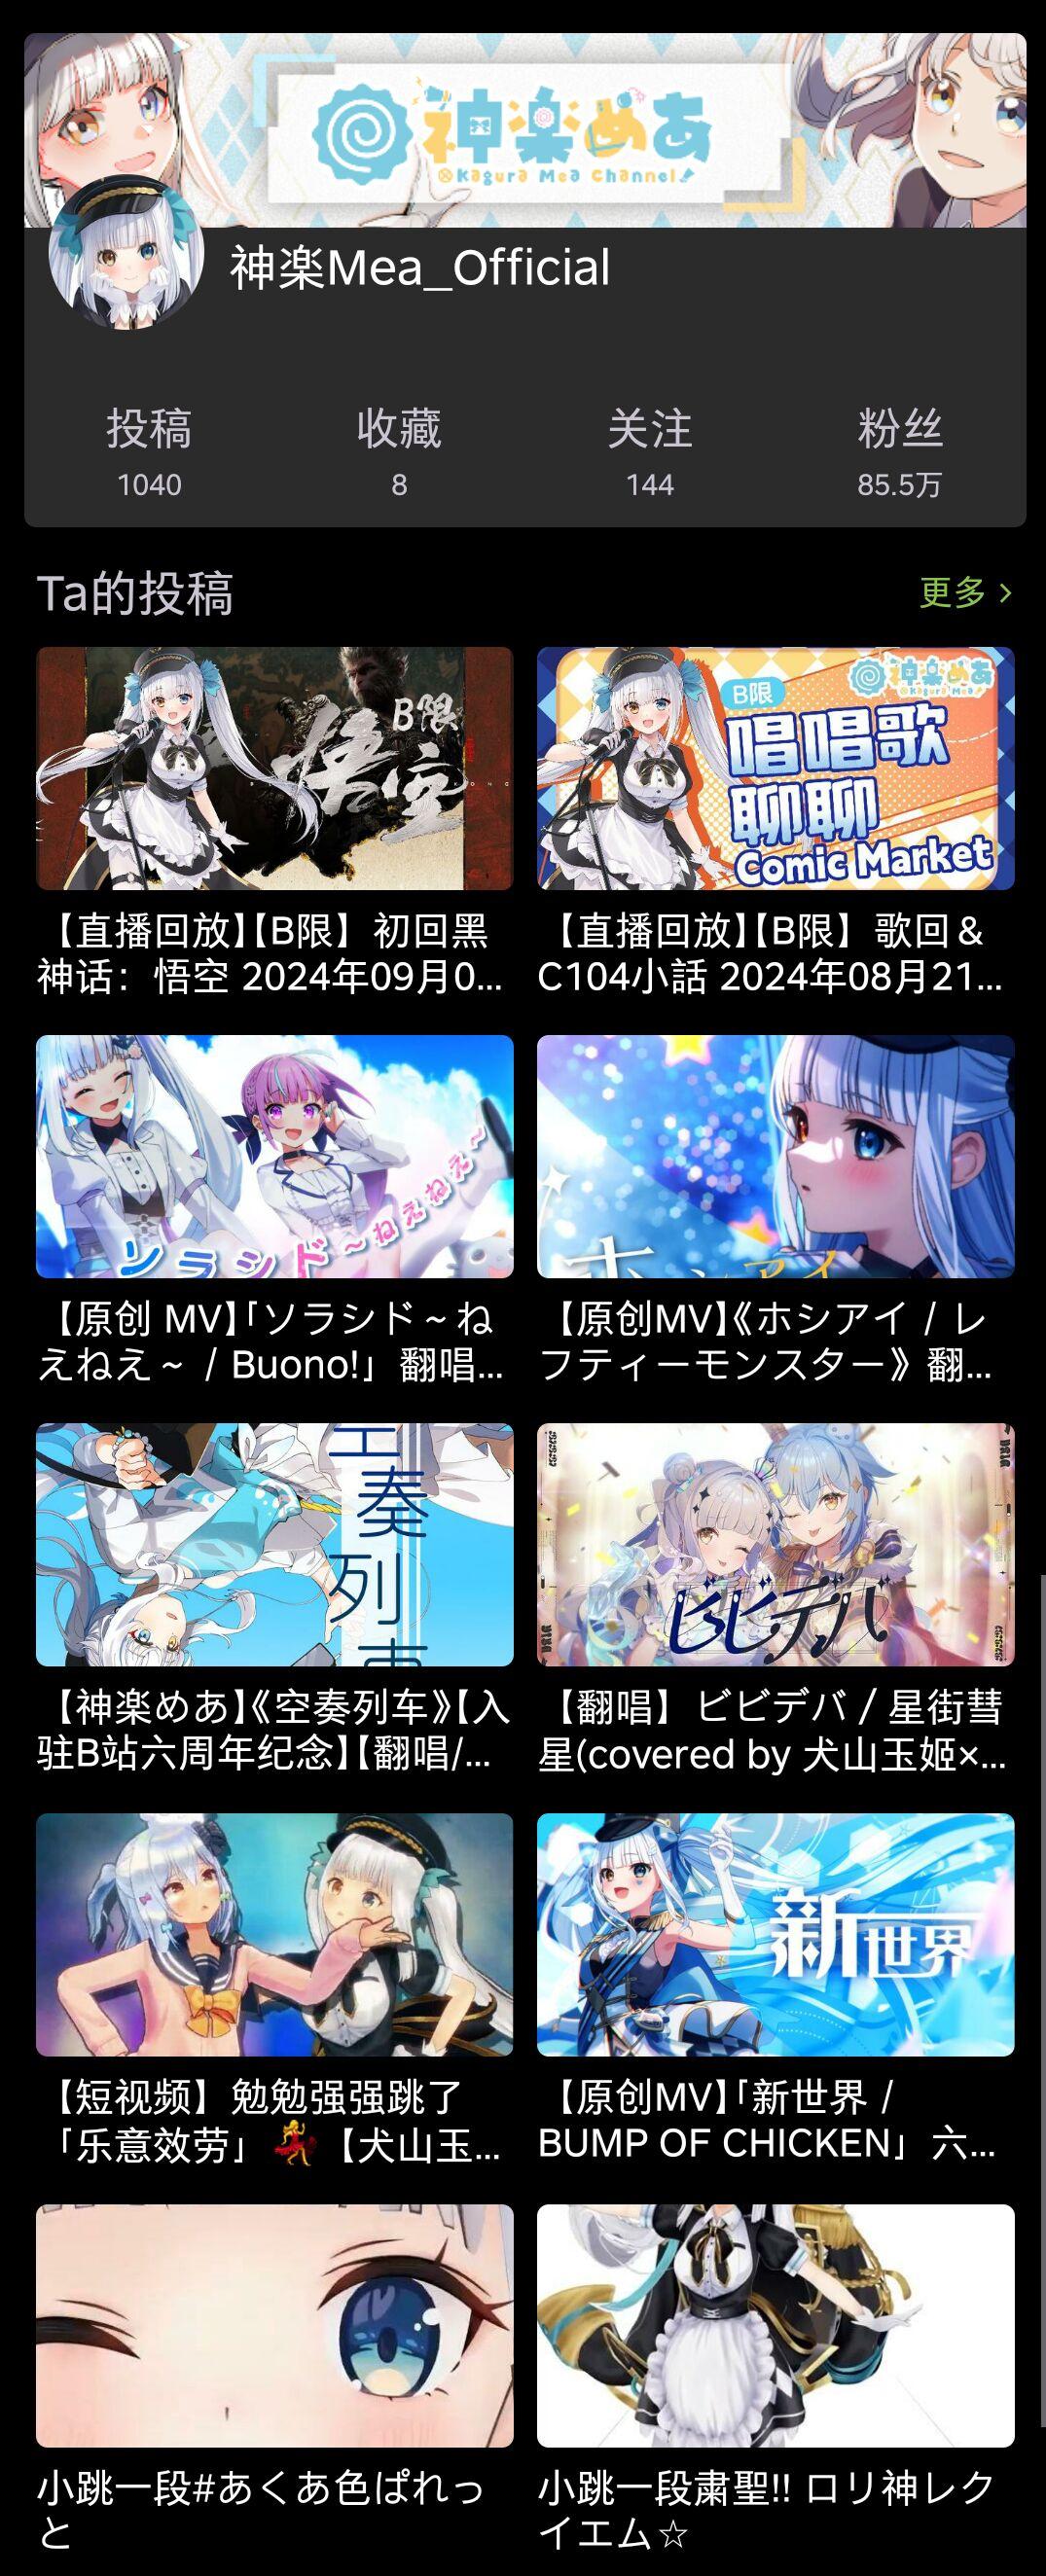 神楽めあ
Kagura Mea Channel
神楽Mea_Official
投稿
收藏
关注
粉丝
1040
8
144
85.5万
Ta的投稿
更多
B限
悟空
神楽めあ
Kagura Mea
B限
唱唱歌
聊聊
Comic Market
【直播回放】【B限】初回黑
神话：悟空 2024年09月0...
【直播回放】【B限】歌回＆
C104小話 2024年08月21...
ソラシド～ねえねえ～
ホシアイ
【原创 MV】「ソラシド～ね
えねえ～ / Buono!」翻唱...
【原创MV】《ホシアイ / レ
フティーモンスター》翻...
奏列
ビビデバ
【神楽めあ】《空奏列车》【入
驻B站六周年纪念】【翻唱/...
【翻唱】ビビデバ / 星街彗
星(covered by 犬山玉姬×...
新世界
【短视频】勉勉强强跳了
「乐意效劳」💃【犬山玉...
【原创MV】「新世界 /
BUMP OF CHICKEN」六...
小跳一段#あくあ色ぱれっ
と
小跳一段肃聖!! ロリ神レク
イエム☆